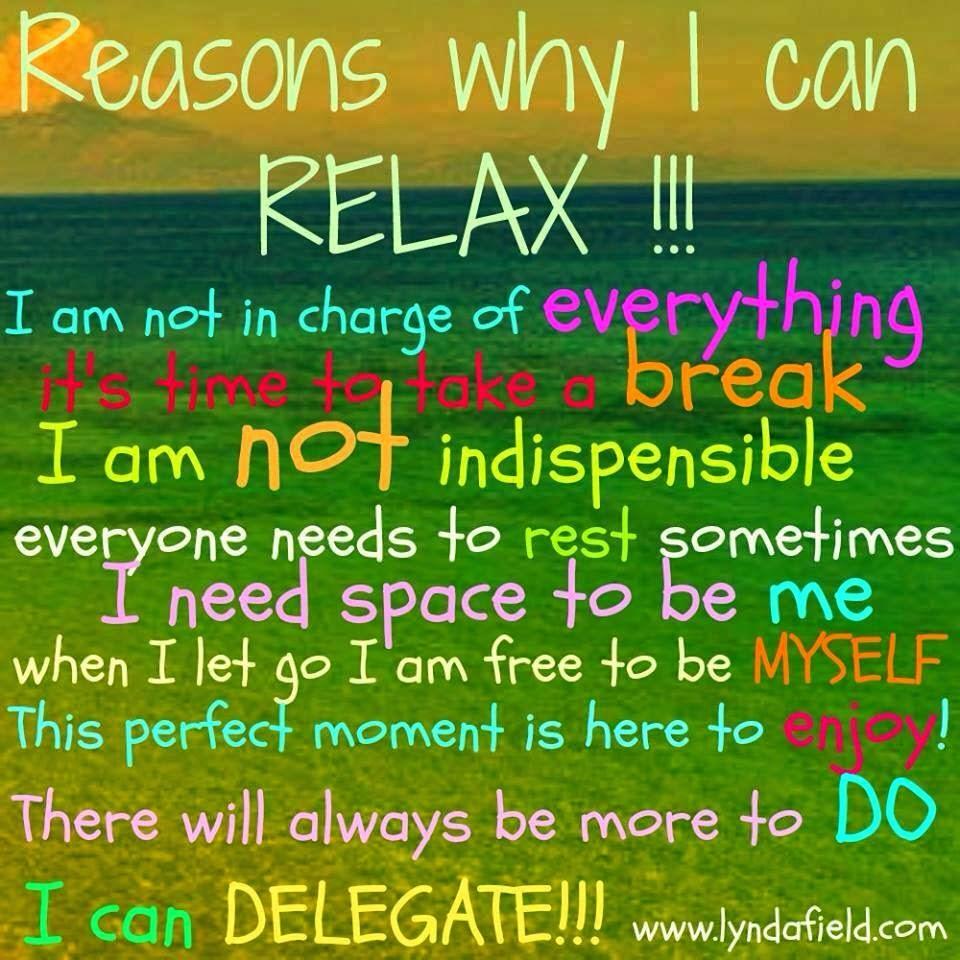 Reasons why I can
RELAX !!!
I am not in charge of everything
it's time to take a break
I am not indispensible
everyone needs to rest sometimes
I need space to be me
when I let go I am free to be MYSELF
This perfect moment is here to enjoy!
There will always be more to DO
I can DELEGATE!!! www.lyndafield.com